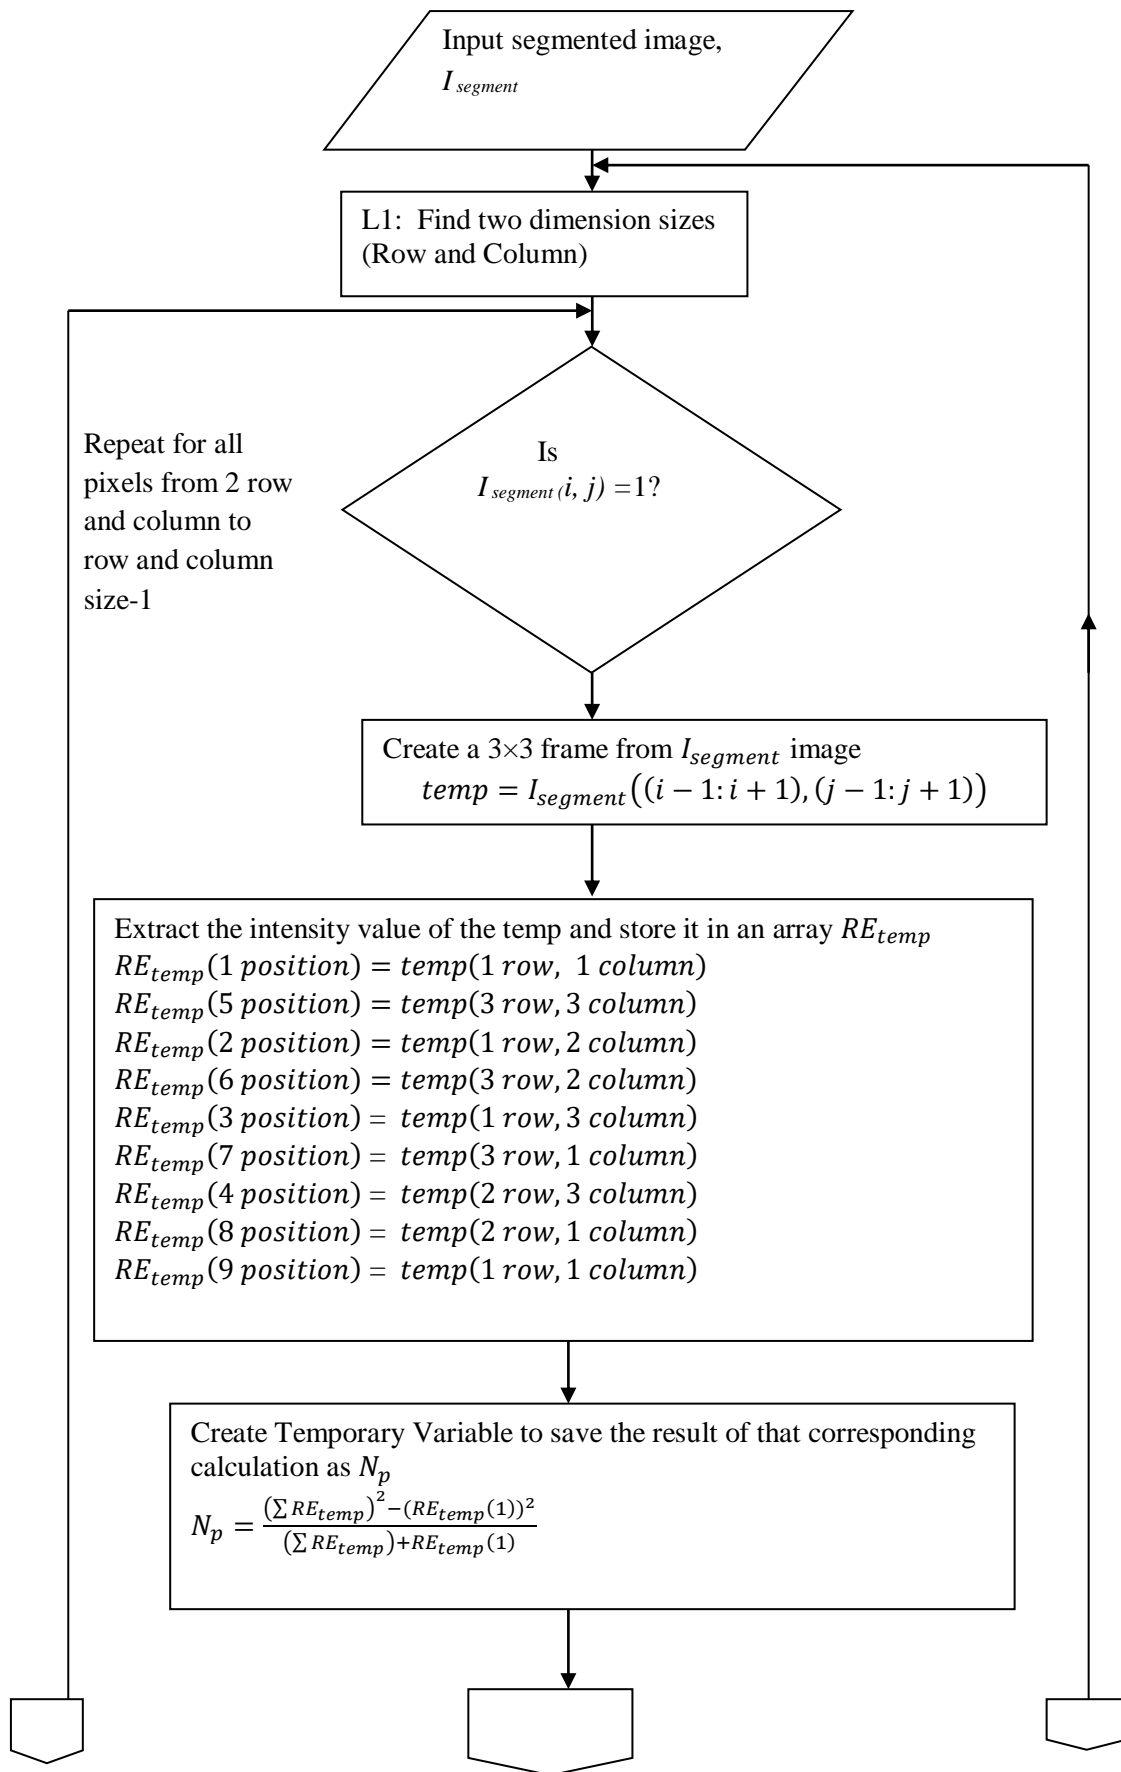 Input segmented image,
I segment
L1:  Find two dimension sizes
(Row and Column)
Repeat for all
pixels from 2 row
and column to
row and column
size-1
Is
I segment (i, j) =1?
Create a 3×3 frame from I_segment image
temp = I_segment((i − 1: i + 1), (j − 1: j + 1))
Extract the intensity value of the temp and store it in an array RE_temp
RE_temp(1 position) = temp(1 row, 1 column)
RE_temp(5 position) = temp(3 row, 3 column)
RE_temp(2 position) = temp(1 row, 2 column)
RE_temp(6 position) = temp(3 row, 2 column)
RE_temp(3 position) = temp(1 row, 3 column)
RE_temp(7 position) = temp(3 row, 1 column)
RE_temp(4 position) = temp(2 row, 3 column)
RE_temp(8 position) = temp(2 row, 1 column)
RE_temp(9 position) = temp(1 row, 1 column)
Create Temporary Variable to save the result of that corresponding
calculation as N_p
N_p = ((∑ RE_temp)^2 − (RE_temp(1))^2) / ((∑ RE_temp) + RE_temp(1))